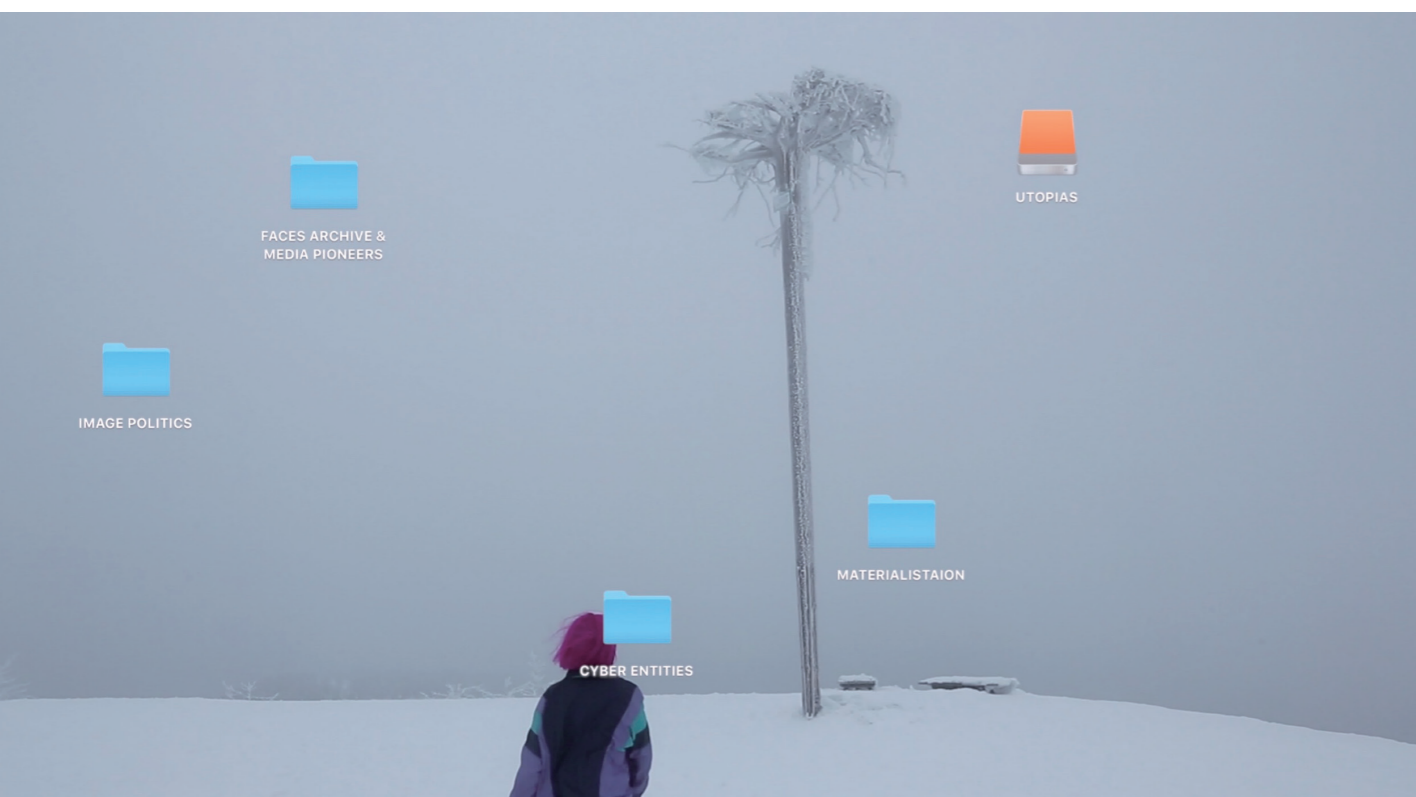 UTOPIAS
FACES ARCHIVE &
MEDIA PIONEERS
IMAGE POLITICS
MATERIALISTAION
CYBER ENTITIES